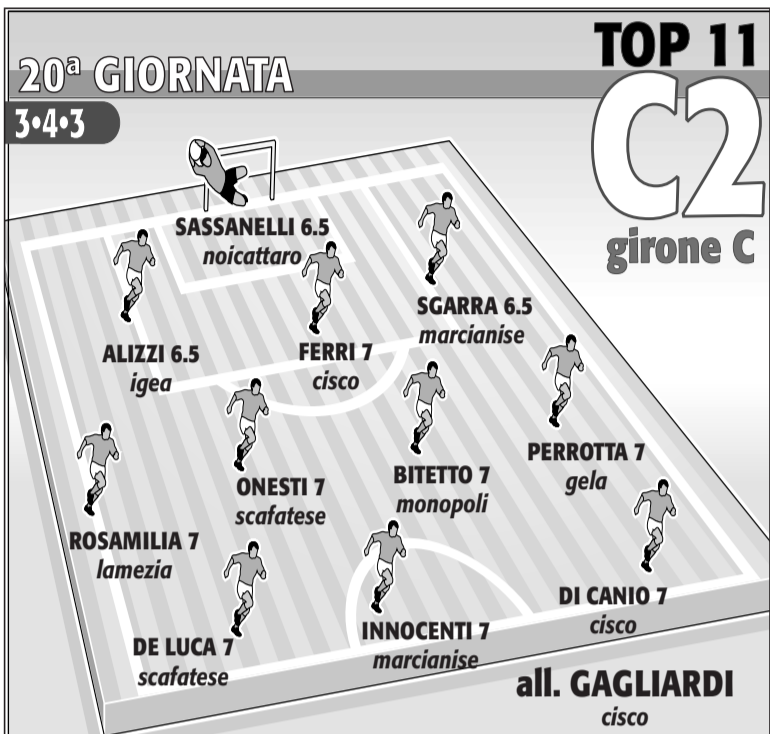 20ª GIORNATA
3•4•3
TOP 11
C2
girone C
SASSANELLI 6.5
noicattaro
ALIZZI 6.5
igea
FERRI 7
cisco
SGARRA 6.5
marcianise
ROSAMILIA 7
lamezia
ONESTI 7
scafatese
BITETTO 7
monopoli
PERROTTA 7
gela
DE LUCA 7
scafatese
INNOCENTI 7
marcianise
DI CANIO 7
cisco
all. GAGLIARDI
cisco